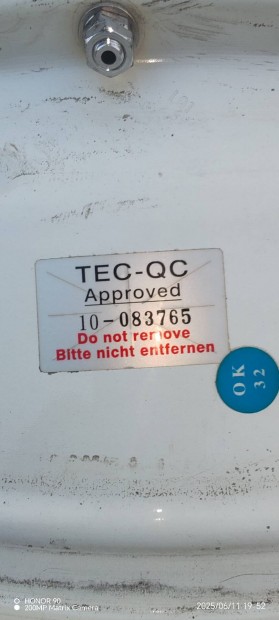 TEC-QC
Approved
10-083765
Do not remove
Bitte nicht entfernen
OK
32
HONOR 90
200MP Matrix Camera
2025/06/11 19:52